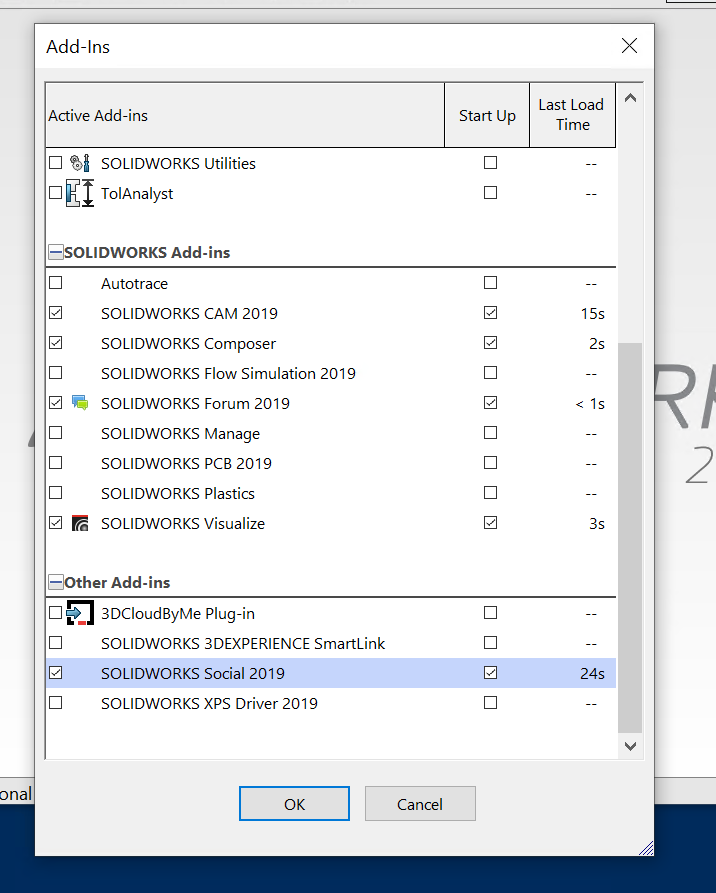 Add-Ins
Active Add-ins Start Up Last Load Time
SOLIDWORKS Utilities --
TolAnalyst --
SOLIDWORKS Add-ins
Autotrace --
SOLIDWORKS CAM 2019 15s
SOLIDWORKS Composer 2s
SOLIDWORKS Flow Simulation 2019 --
SOLIDWORKS Forum 2019 < 1s
SOLIDWORKS Manage --
SOLIDWORKS PCB 2019 --
SOLIDWORKS Plastics --
SOLIDWORKS Visualize 3s
Other Add-ins
3DCloudByMe Plug-in --
SOLIDWORKS 3DEXPERIENCE SmartLink --
SOLIDWORKS Social 2019 24s
SOLIDWORKS XPS Driver 2019 --
OK Cancel
onal
R
2